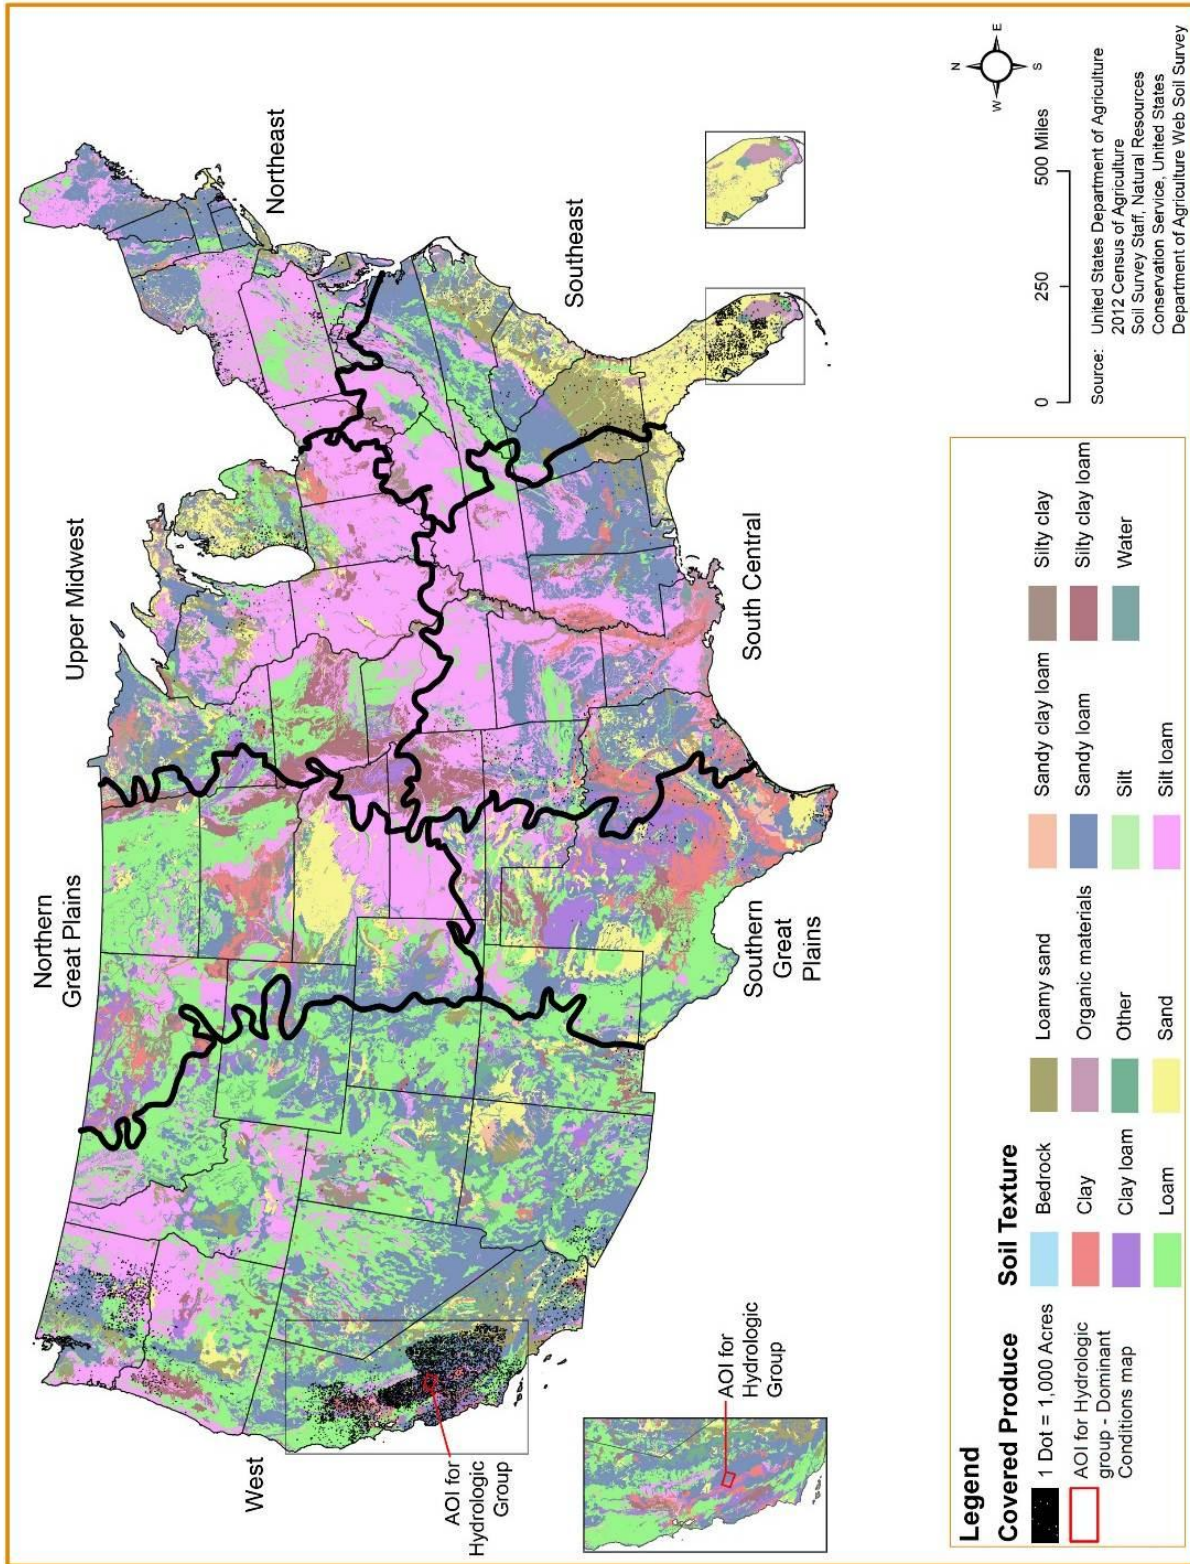 Northeast
Upper Midwest
Northern
Great Plains
West
Southeast
South Central
Southern
Great
Plains
AOI for
Hydrologic
Group
AOI for
Hydrologic
Group
N
W
E
S
0
250
500 Miles
Source:
United States Department of Agriculture
2012 Census of Agriculture
Soil Survey Staff, Natural Resources
Conservation Service, United States
Department of Agriculture Web Soil Survey
Legend
Covered Produce
1 Dot = 1,000 Acres
AOI for Hydrologic
group - Dominant
Conditions map
Soil Texture
Bedrock
Clay
Clay loam
Loam
Loamy sand
Organic materials
Other
Sand
Sandy clay loam
Sandy loam
Silt
Silt loam
Silty clay
Silty clay loam
Water